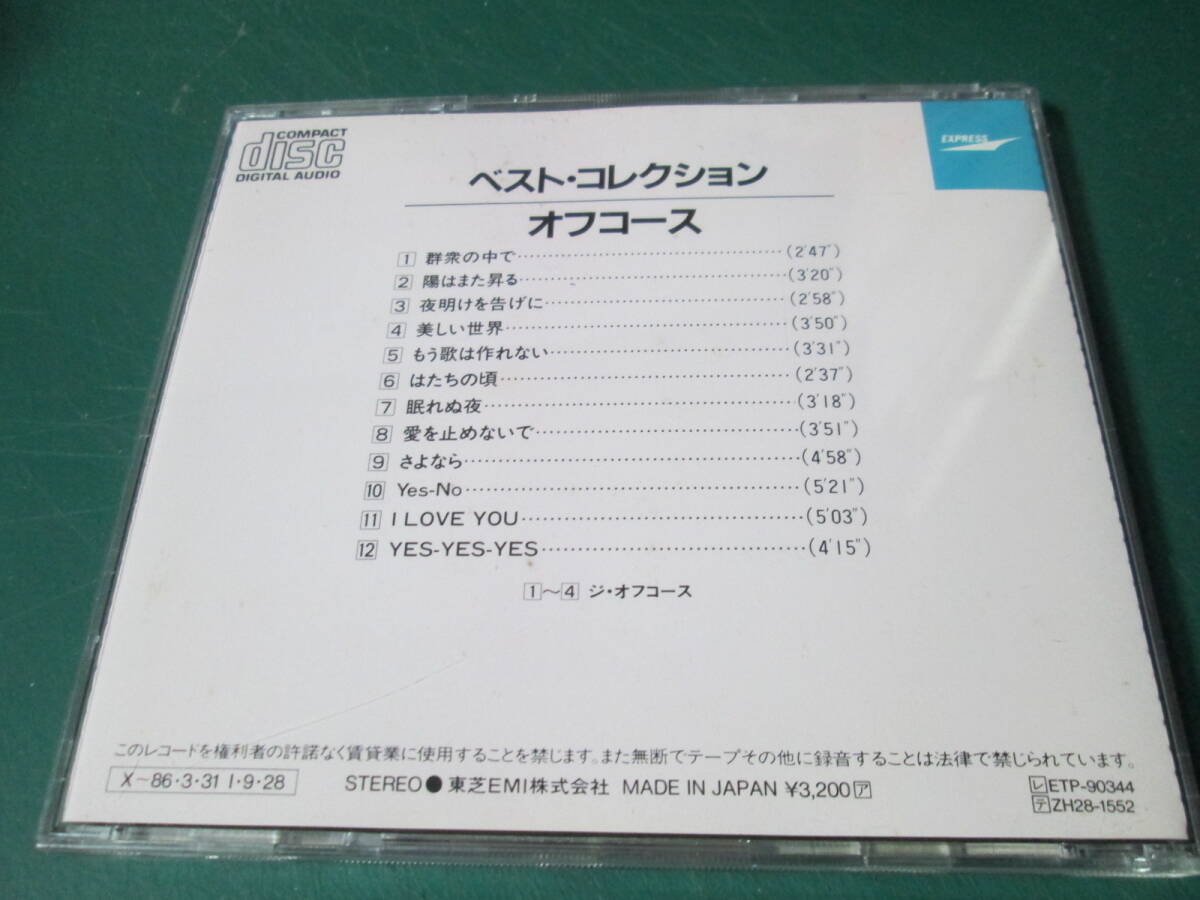 COMPACT
disc
DIGITAL AUDIO
EXPRESS
ベスト・コレクション
オフコース
1 群衆の中で (2'47")
2 陽はまた昇る (3'20")
3 夜明けを告げに (2'58")
4 美しい世界 (3'50")
5 もう歌は作れない (3'31")
6 はたちの頃 (2'37")
7 眠れぬ夜 (3'18")
8 愛を止めないで (3'51")
9 さよなら (4'58")
10 Yes-No (5'21")
11 I LOVE YOU (5'03")
12 YES-YES-YES (4'15")
1〜4 ジ・オフコース
このレコードを権利者の許諾なく賃貸業に使用することを禁じます。また無断でテープその他に録音することは法律で禁じられています。
X〜86・3・31 I・9・28 STEREO● 東芝EMI株式会社 MADE IN JAPAN ¥3,200 ア
レ ETP-90344
テ ZH28-1552